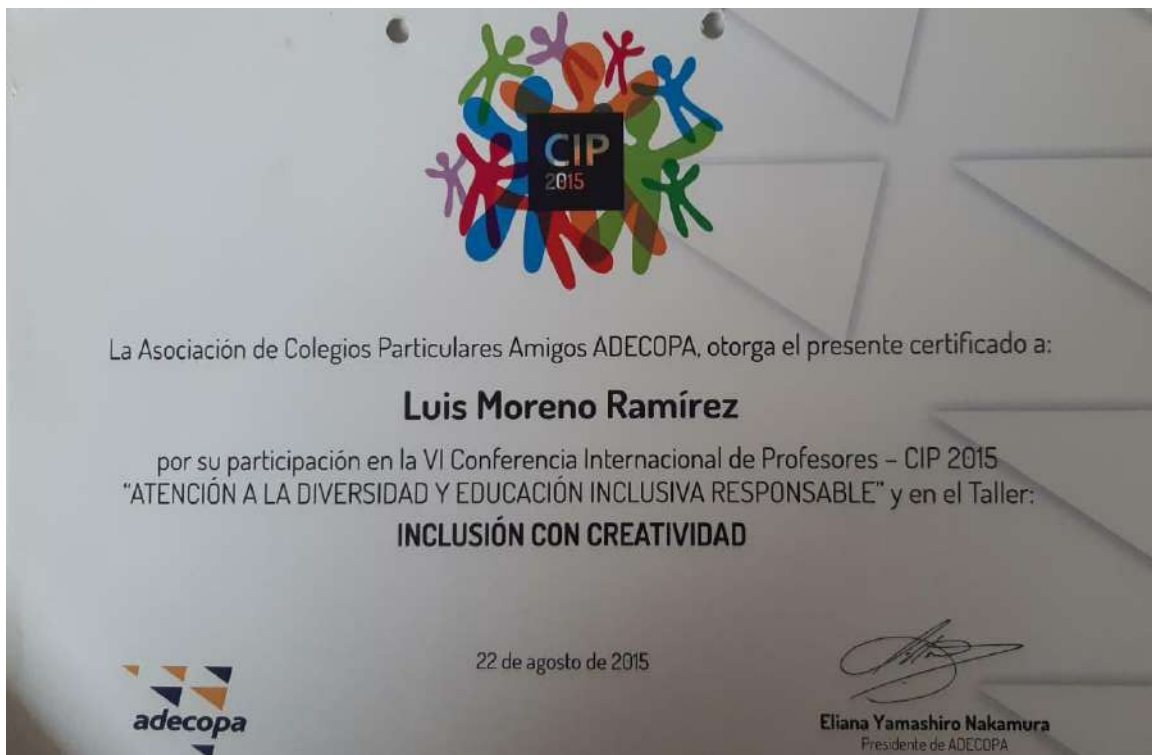 CIP
2015
La Asociación de Colegios Particulares Amigos ADECOPA, otorga el presente certificado a:
Luis Moreno Ramírez
por su participación en la VI Conferencia Internacional de Profesores – CIP 2015
“ATENCIÓN A LA DIVERSIDAD Y EDUCACIÓN INCLUSIVA RESPONSABLE” y en el Taller:
INCLUSIÓN CON CREATIVIDAD
22 de agosto de 2015
adecopa
Eliana Yamashiro Nakamura
Presidente de ADECOPA